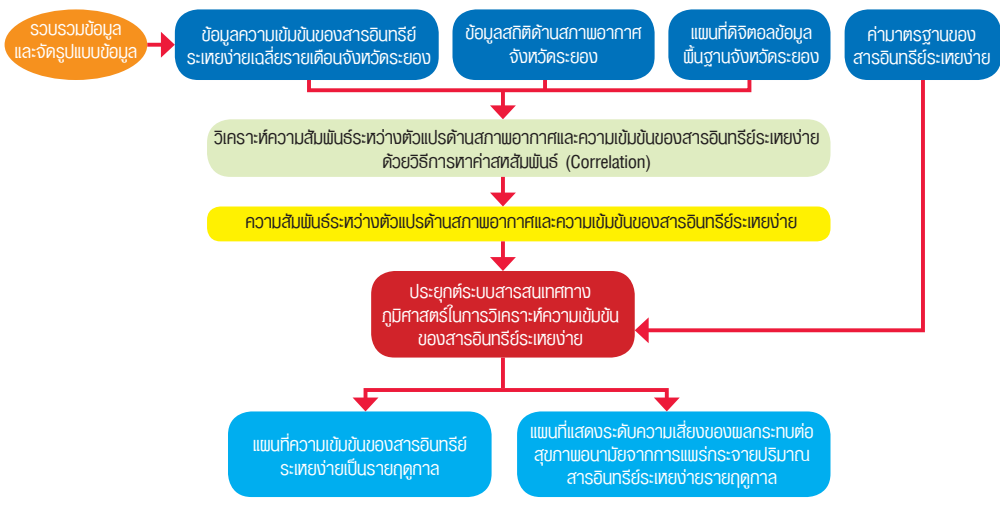 รวบรวมข้อมูล
และจัดรูปแบบข้อมูล
ข้อมูลความเข้มข้นของสารอินทรีย์
ระเหยง่ายเฉลี่ยรายเดือนจังหวัดระยอง
ข้อมูลสถิติด้านสภาพอากาศ
จังหวัดระยอง
แผนที่ดิจิตอลข้อมูล
พื้นฐานจังหวัดระยอง
ค่ามาตรฐานของ
สารอินทรีย์ระเหยง่าย
วิเคราะห์ความสัมพันธ์ระหว่างตัวแปรด้านสภาพอากาศและความเข้มข้นของสารอินทรีย์ระเหยง่าย
ด้วยวิธีการหาค่าสหสัมพันธ์ (Correlation)
ความสัมพันธ์ระหว่างตัวแปรด้านสภาพอากาศและความเข้มข้นของสารอินทรีย์ระเหยง่าย
ประยุกต์ระบบสารสนเทศทาง
ภูมิศาสตร์ในการวิเคราะห์ความเข้มข้น
ของสารอินทรีย์ระเหยง่าย
แผนที่ความเข้มข้นของสารอินทรีย์
ระเหยง่ายเป็นรายฤดูกาล
แผนที่แสดงระดับความเสี่ยงของผลกระทบต่อ
สุขภาพอนามัยจากการแพร่กระจายปริมาณ
สารอินทรีย์ระเหยง่ายรายฤดูกาล